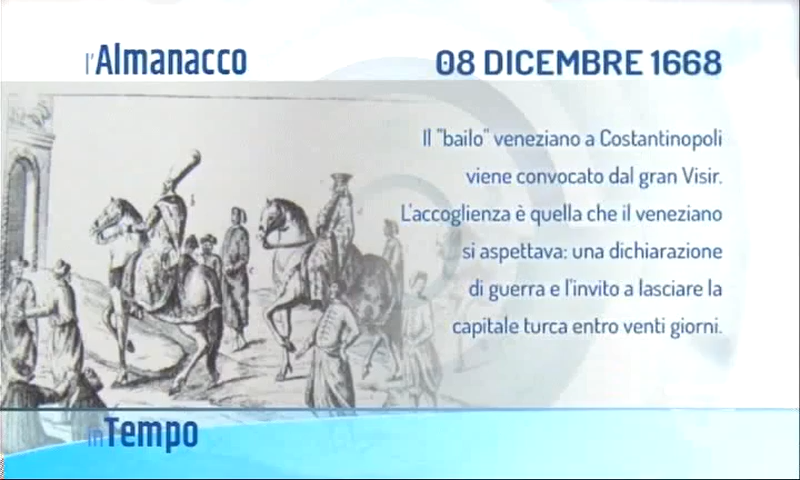 l'Almanacco
08 DICEMBRE 1668
Il "bailo" veneziano a Costantinopoli
viene convocato dal gran Visir.
L'accoglienza è quella che il veneziano
si aspettava: una dichiarazione
di guerra e l'invito a lasciare la
capitale turca entro venti giorni.
inTempo